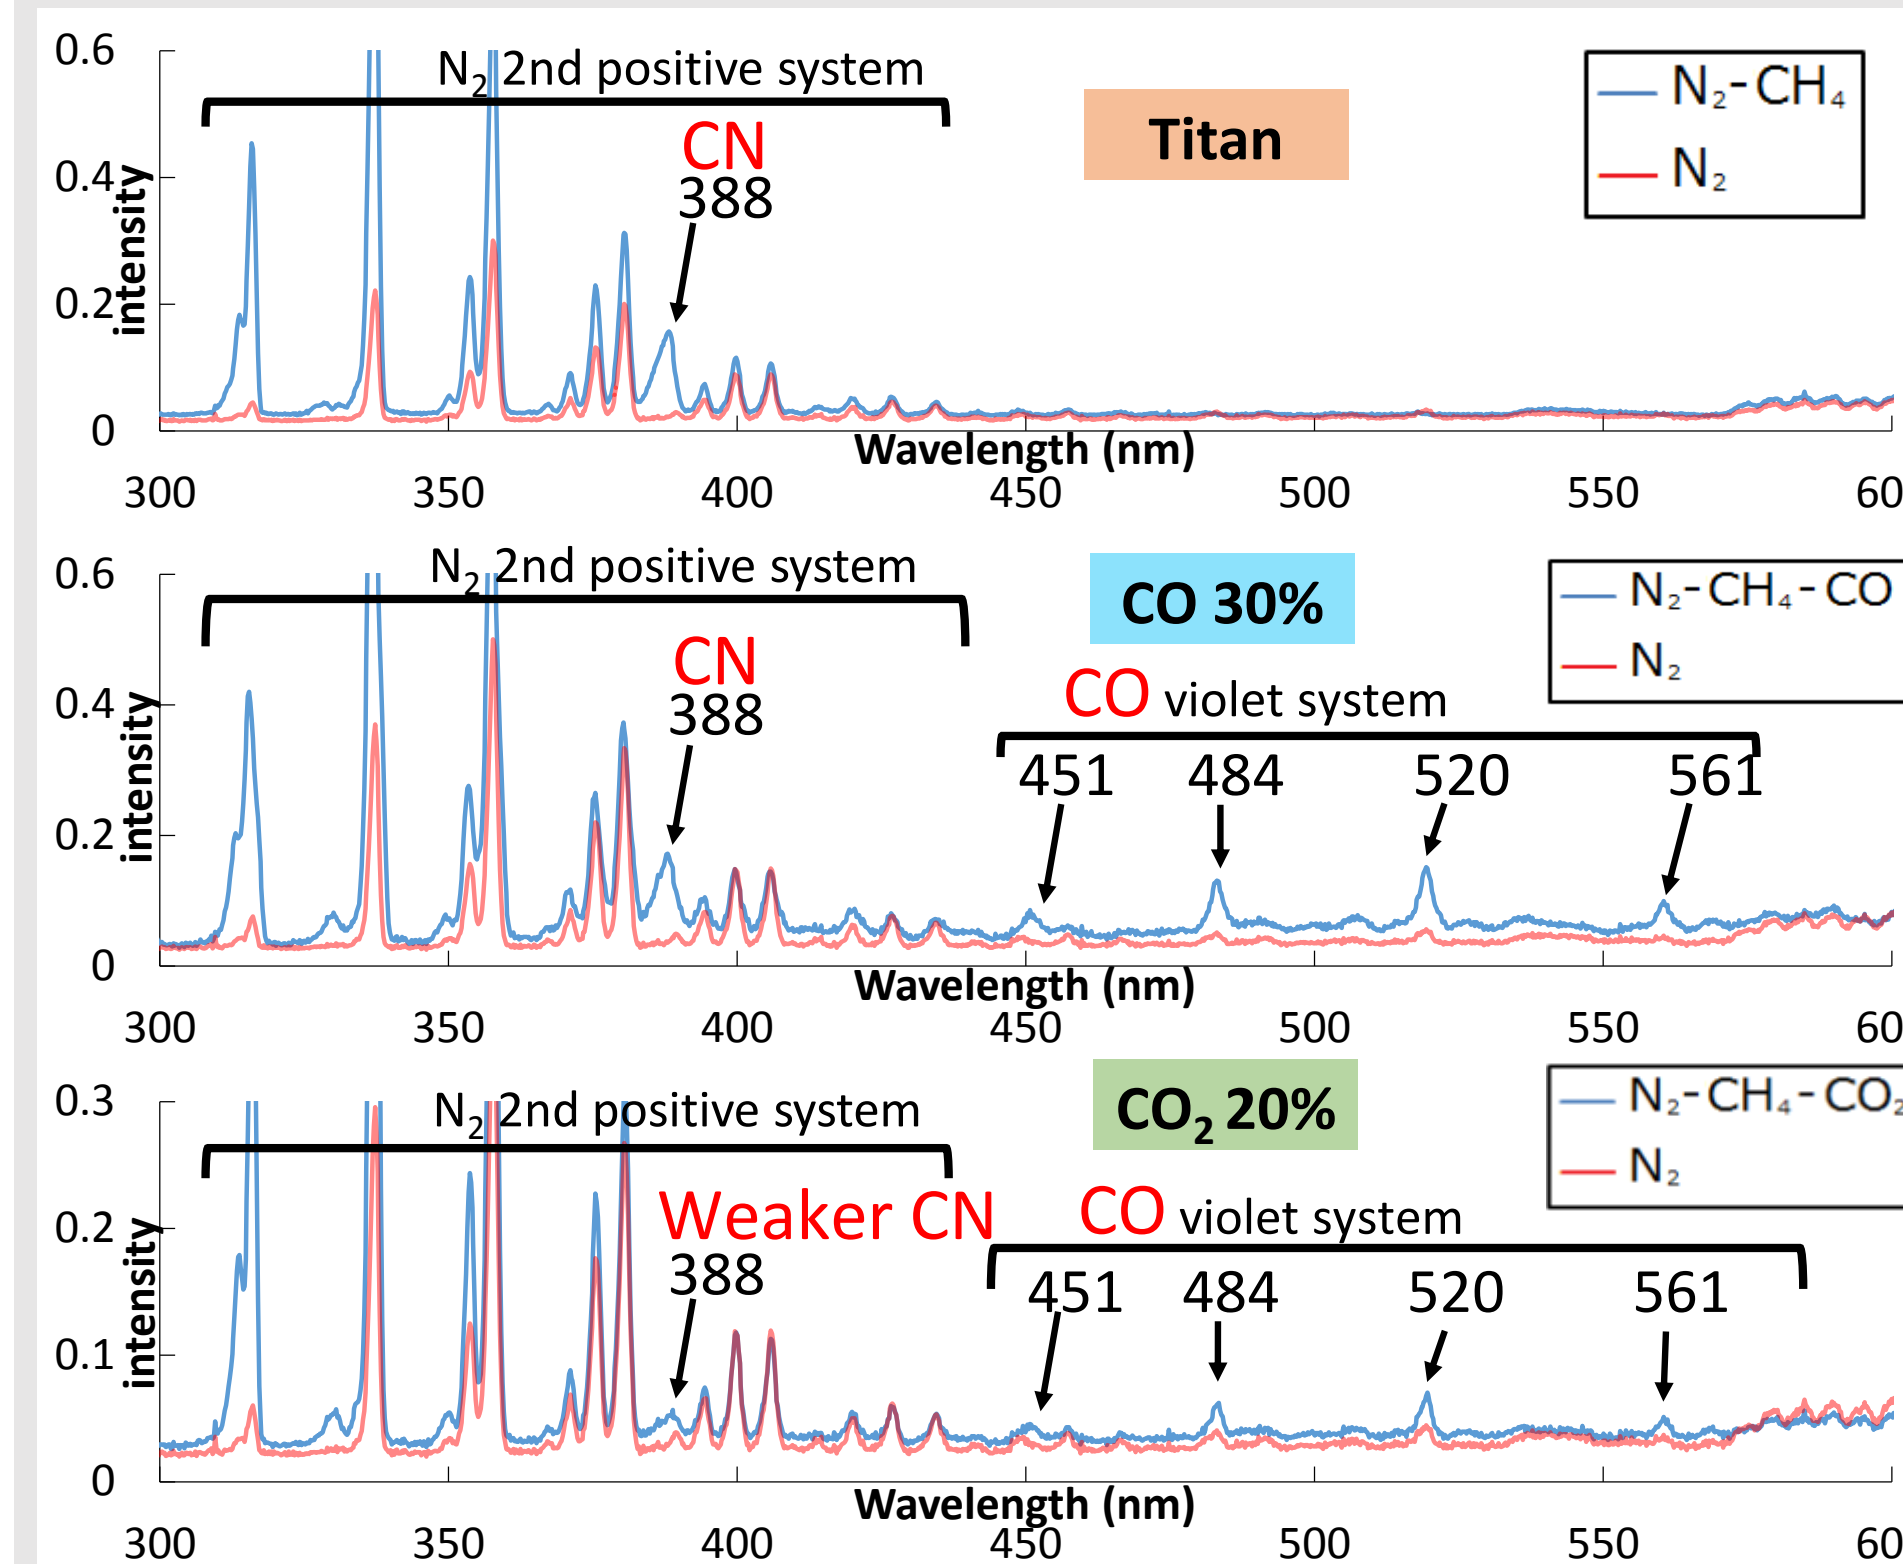 0.6
N₂ 2nd positive system
N₂-CH₄
CN
Titan
0.4
388
N₂
intensity
0.2
0
Wavelength (nm)
300 350 400 450 500 550 60
0.6
N₂ 2nd positive system
CO 30%
N₂-CH₄-CO
CN
N₂
0.4
388
CO violet system
intensity
451 484 520 561
0.2
0
Wavelength (nm)
300 350 400 450 500 550 60
0.3
N₂ 2nd positive system
CO₂ 20%
N₂-CH₄-CO₂
N₂
0.2
Weaker CN
CO violet system
388
451 484 520 561
intensity
0.1
0
Wavelength (nm)
300 350 400 450 500 550 60